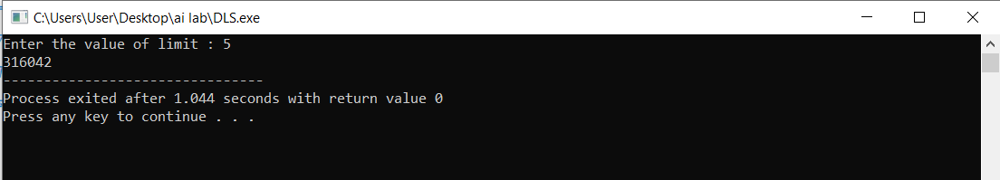 C:\Users\User\Desktop\ai lab\DLS.exe
Enter the value of limit : 5
316042
--------------------------------
Process exited after 1.044 seconds with return value 0
Press any key to continue . . .